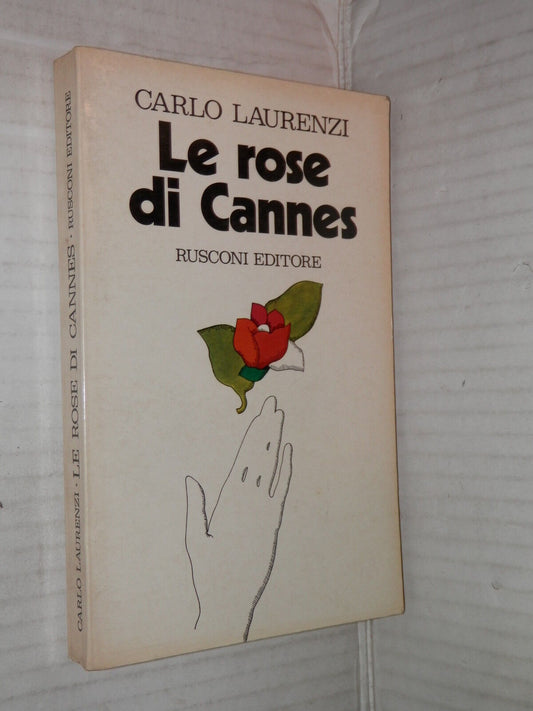 CARLO LAURENZI
Le rose
di Cannes
RUSCONI EDITORE
CARLO LAURENZI · LE ROSE DI CANNES · RUSCONI EDITORE